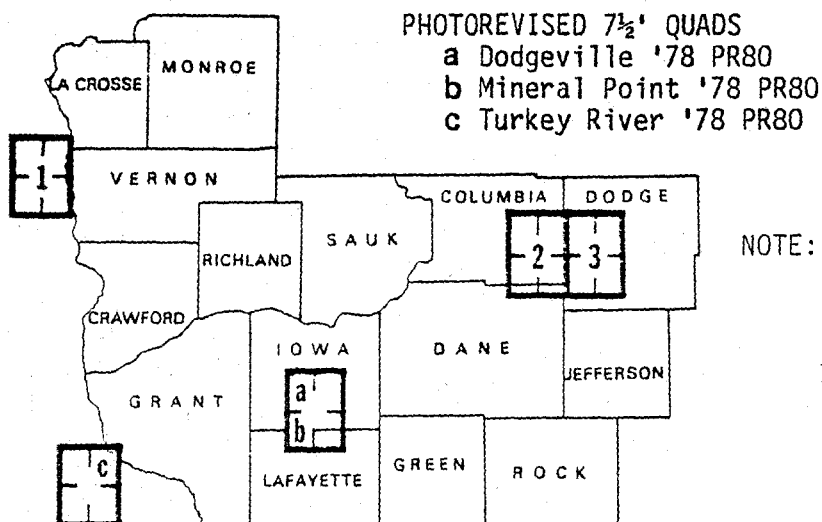 PHOTOREVISED 7½' QUADS
a Dodgeville '78 PR80
b Mineral Point '78 PR80
c Turkey River '78 PR80
MONROE
LA CROSSE
1
VERNON
COLUMBIA
DODGE
SAUK
RICHLAND
2
3
NOTE:
CRAWFORD
IOWA
DANE
JEFFERSON
GRANT
a
b
c
LAFAYETTE
GREEN
ROCK